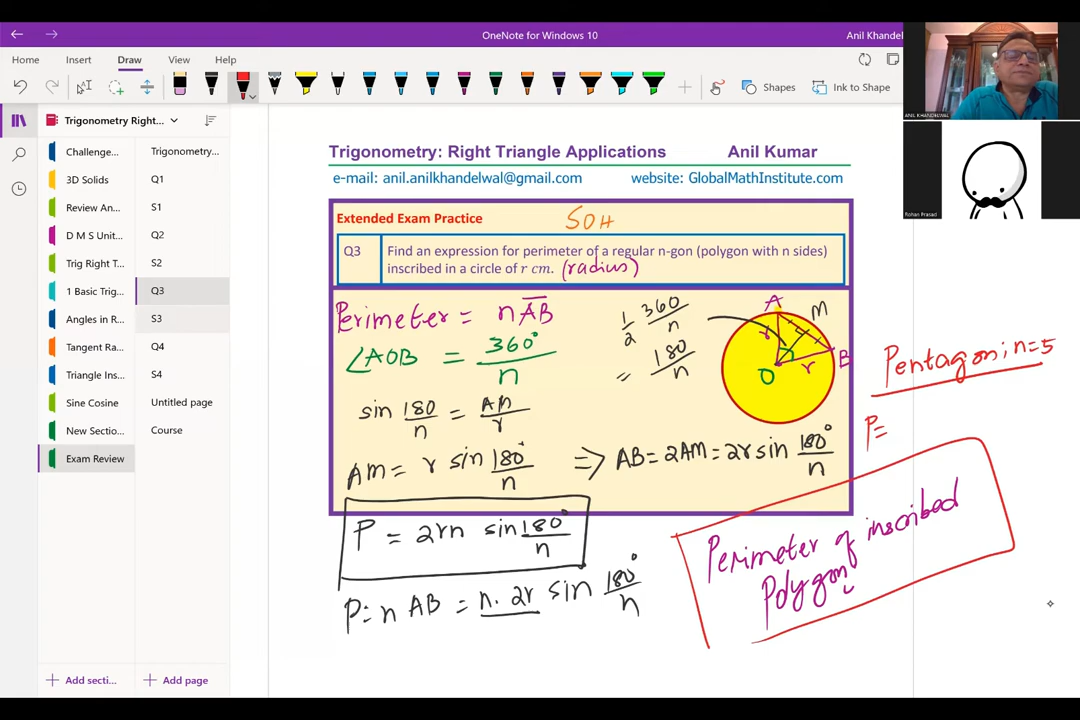 OneNote for Windows 10
Anil Khandel
Home Insert Draw View Help
Shapes
Ink to Shape
Trigonometry Right...
Challenge...
3D Solids
Review An...
D M S Unit...
Trig Right T...
1 Basic Trig...
Angles in R...
Tangent Ra...
Triangle Ins...
Sine Cosine
New Sectio...
Exam Review
Trigonometry...
Q1
S1
Q2
S2
Q3
S3
Q4
S4
Untitled page
Course
Add secti...
Add page
Trigonometry: Right Triangle Applications Anil Kumar
e-mail: anil.anilkhandelwal@gmail.com website: GlobalMathInstitute.com
Extended Exam Practice SOH
Q3 Find an expression for perimeter of a regular n-gon (polygon with n sides)
inscribed in a circle of r cm. (radius)
Perimeter = n AB
∠AOB = 360°/n
1/2 360/n
= 180/n
A
M
B
O
r
r
sin 180/n = AM/r
AM = r sin 180°/n ⇒ AB = 2AM = 2r sin 180°/n
P = 2rn sin 180°/n
P = n AB = n. 2r sin 180°/n
Pentagon; n=5
P=
Perimeter of inscribed
Polygon
ANIL KHANDELWAL
Rohan Prasad